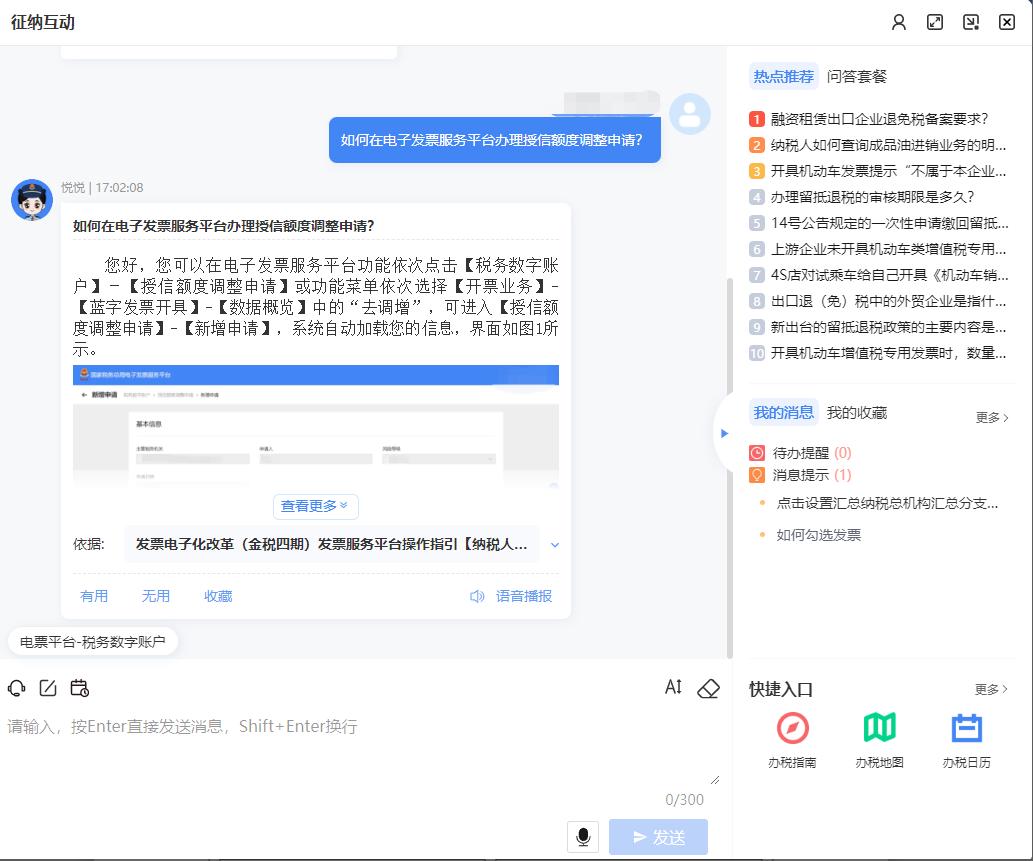 征纳互动
如何在电子发票服务平台办理授信额度调整申请？
悦悦 | 17:02:08
如何在电子发票服务平台办理授信额度调整申请？
您好，您可以在电子发票服务平台功能依次点击【税务数字账
户】－【授信额度调整申请】或功能菜单依次选择【开票业务】-
【蓝字发票开具】-【数据概览】中的“去调增”，可进入【授信额
度调整申请】-【新增申请】，系统自动加载您的信息，界面如图1所
示。
国家税务总局电子发票服务平台
新增申请
基本信息
查看更多
依据:
发票电子化改革（金税四期）发票服务平台操作指引【纳税人...
有用
无用
收藏
语音播报
电票平台-税务数字账户
AI
请输入，按Enter直接发送消息，Shift+Enter换行
0/300
发送
热点推荐 问答套餐
1 融资租赁出口企业退免税备案要求？
2 纳税人如何查询成品油进销业务的明...
3 开具机动车发票提示“不属于本企业...
4 办理留抵退税的审核期限是多久？
5 14号公告规定的一次性申请缴回留抵...
6 上游企业未开具机动车类增值税专用...
7 4S店对试乘车给自己开具《机动车销...
8 出口退（免）税中的外贸企业是指什...
9 新出台的留抵退税政策的主要内容是...
10 开具机动车增值税专用发票时，数量...
我的消息 我的收藏 更多
待办提醒 (0)
消息提示 (1)
点击设置汇总纳税总机构汇总分支...
如何勾选发票
快捷入口 更多
办税指南 办税地图 办税日历